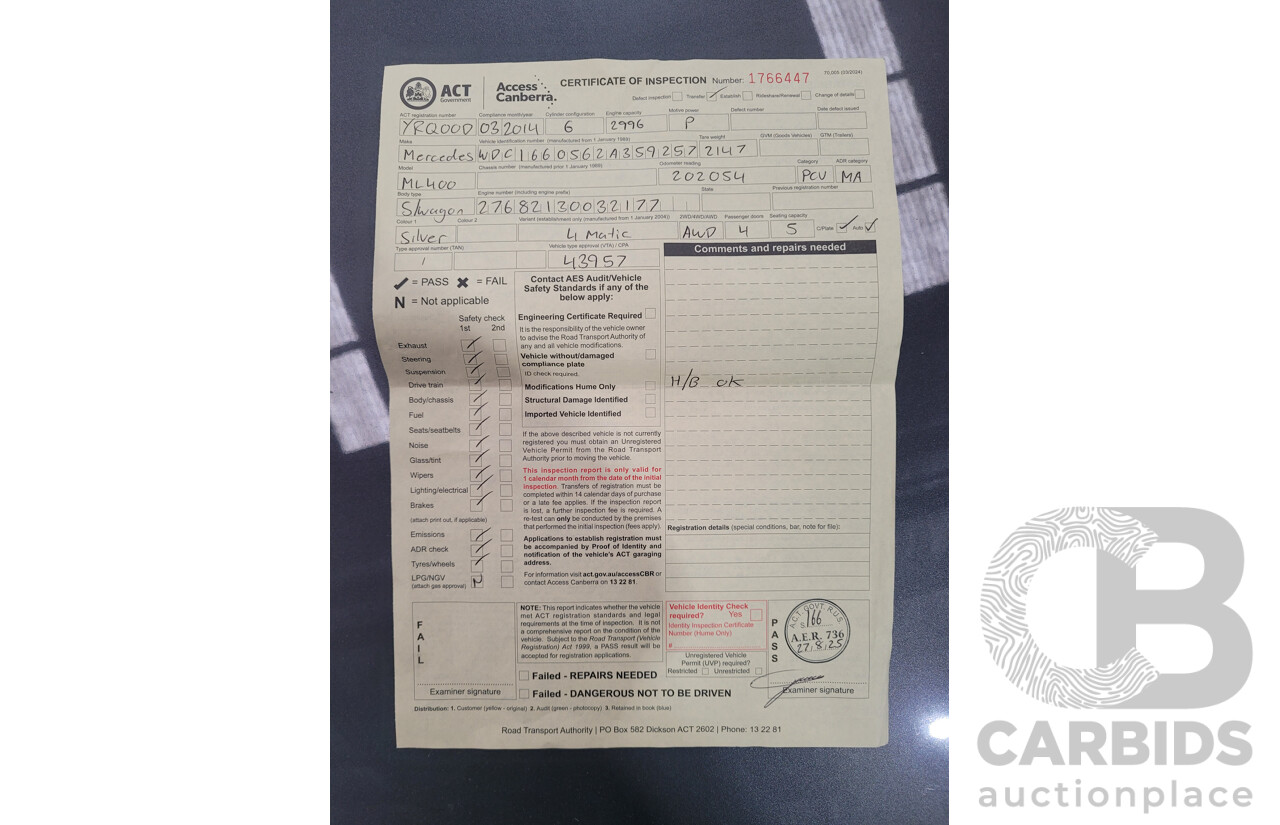 70.005 (03/2024)
ACT Government
Access Canberra.
CERTIFICATE OF INSPECTION Number: 1766447
Defect inspection Transfer ✓ Establish Rideshare/Renewal Change of details
ACT registration number Compliance month/year Cylinder configuration Engine capacity Motive power Defect number Date defect issued
YRQ00D 03 2014 6 2996 P
Make Vehicle identification number (manufactured from 1 January 1989) Tare weight GVM (Goods Vehicles) GTM (Trailers)
Mercedes WDC1660562A359257 2147
Model Chassis number (manufactured prior 1 January 1989) Odometer reading Category ADR category
ML400 202054 PCV MA
Body type Engine number (including engine prefix) State Previous registration number
S/wagon 27682130032177
Colour 1 Colour 2 Variant (establishment only (manufactured from 1 January 2004)) 2WD/4WD/AWD Passenger doors Seating capacity
Silver 4 Matic AWD 4 5 C/Plate ✓ Auto ✓
Type approval number (TAN) Vehicle type approval (VTA) / CPA
/ 43957
Comments and repairs needed
H/B ok
Registration details (special conditions, bar, note for file):
✓ = PASS ✖ = FAIL
N = Not applicable
Safety check
1st 2nd
Exhaust ✓
Steering ✓
Suspension ✓
Drive train ✓
Body/chassis ✓
Fuel ✓
Seats/seatbelts ✓
Noise ✓
Glass/tint ✓
Wipers ✓
Lighting/electrical ✓
Brakes ✓
(attach print out, if applicable)
Emissions ✓
ADR check ✓
Tyres/wheels ✓
LPG/NGV N
(attach gas approval)
Contact AES Audit/Vehicle
Safety Standards if any of the
below apply:
Engineering Certificate Required
It is the responsibility of the vehicle owner
to advise the Road Transport Authority of
any and all vehicle modifications.
Vehicle without/damaged
compliance plate
ID check required.
Modifications Hume Only
Structural Damage Identified
Imported Vehicle Identified
If the above described vehicle is not currently
registered you must obtain an Unregistered
Vehicle Permit from the Road Transport
Authority prior to moving the vehicle.
This inspection report is only valid for
1 calendar month from the date of the initial
inspection. Transfers of registration must be
completed within 14 calendar days of purchase
or a late fee applies. If the inspection report
is lost, a further inspection fee is required. A
re-test can only be conducted by the premises
that performed the initial inspection (fees apply).
Applications to establish registration must
be accompanied by Proof of Identity and
notification of the vehicle's ACT garaging
address.
For information visit act.gov.au/accessCBR or
contact Access Canberra on 13 22 81.
FAIL
Examiner signature
NOTE: This report indicates whether the vehicle
met ACT registration standards and legal
requirements at the time of inspection. It is not
a comprehensive report on the condition of the
vehicle. Subject to the Road Transport (Vehicle
Registration) Act 1999, a PASS result will be
accepted for registration applications.
Failed - REPAIRS NEEDED
Failed - DANGEROUS NOT TO BE DRIVEN
Vehicle Identity Check
required? Yes
Identity Inspection Certificate
Number (Hume Only)
#
Unregistered Vehicle
Permit (UVP) required?
Restricted Unrestricted
PASS
A.C.T. GOVT R.U.S.
S 166
A.E.R. 736
27/8/25
Examiner signature
Distribution: 1. Customer (yellow - original) 2. Audit (green - photocopy) 3. Retained in book (blue)
Road Transport Authority | PO Box 582 Dickson ACT 2602 | Phone: 13 22 81
CB
CARBIDS
auctionplace